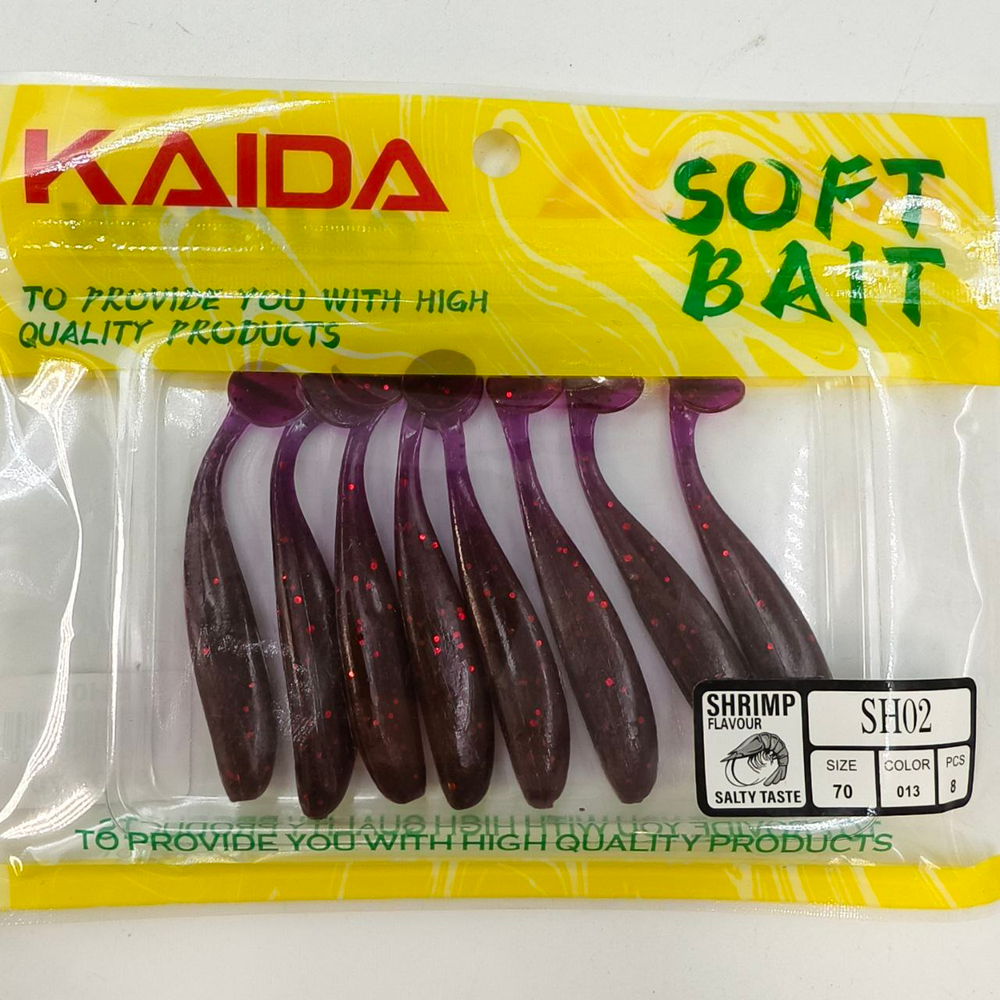 KAIDA
SOFT
BAIT
TO PROVIDE YOU WITH HIGH
QUALITY PRODUCTS
SHRIMP
FLAVOUR
SALTY TASTE
SH02
SIZE
70
COLOR
013
PCS
8
TO PROVIDE YOU WITH HIGH QUALITY PRODUCTS